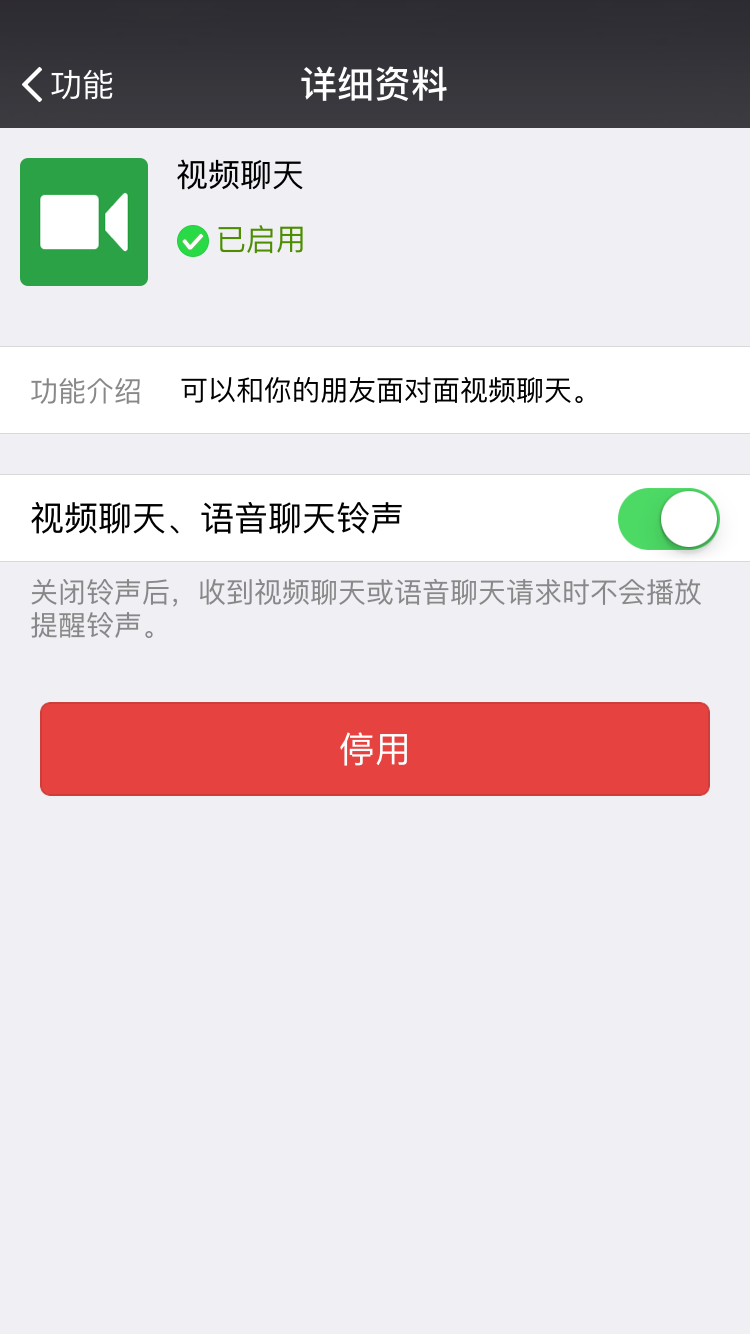 功能
详细资料
视频聊天
已启用
功能介绍 可以和你的朋友面对面视频聊天。
视频聊天、语音聊天铃声
关闭铃声后，收到视频聊天或语音聊天请求时不会播放
提醒铃声。
停用